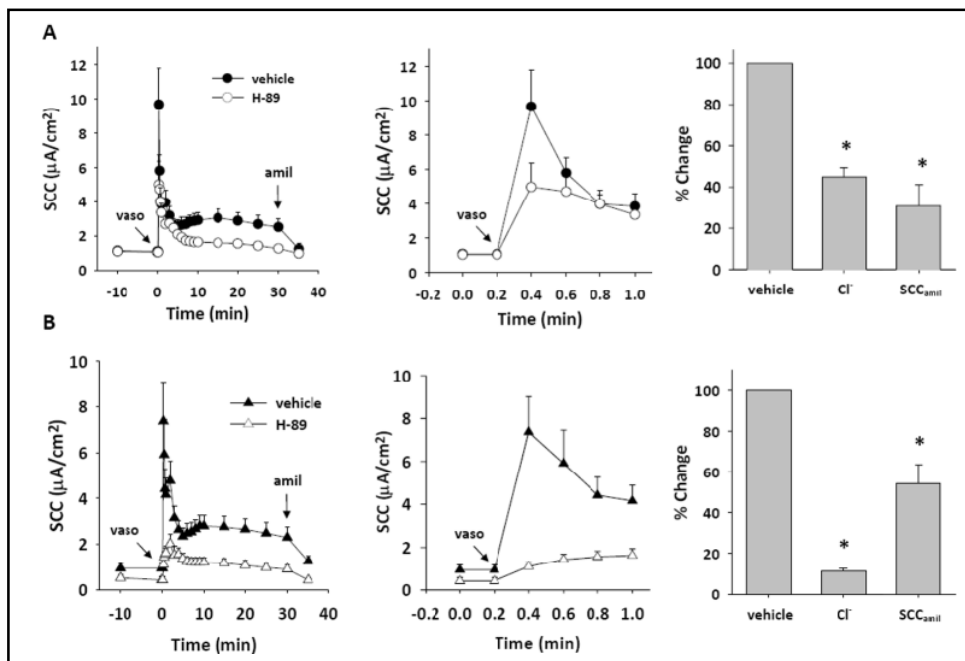 A
SCC (μA/cm²)
12
10
8
6
4
2
0
vehicle
H-89
vaso
amil
-10 0 10 20 30 40
Time (min)
SCC (μA/cm²)
12
10
8
6
4
2
0
vaso
-0.2 0.0 0.2 0.4 0.6 0.8 1.0
Time (min)
% Change
100
80
60
40
20
0
* *
vehicle Cl⁻ SCCamil
B
SCC (μA/cm²)
10
8
6
4
2
0
vehicle
H-89
vaso
amil
-10 0 10 20 30 40
Time (min)
SCC (μA/cm²)
10
8
6
4
2
0
vaso
-0.2 0.0 0.2 0.4 0.6 0.8 1.0
Time (min)
% Change
100
80
60
40
20
0
* *
vehicle Cl⁻ SCCamil